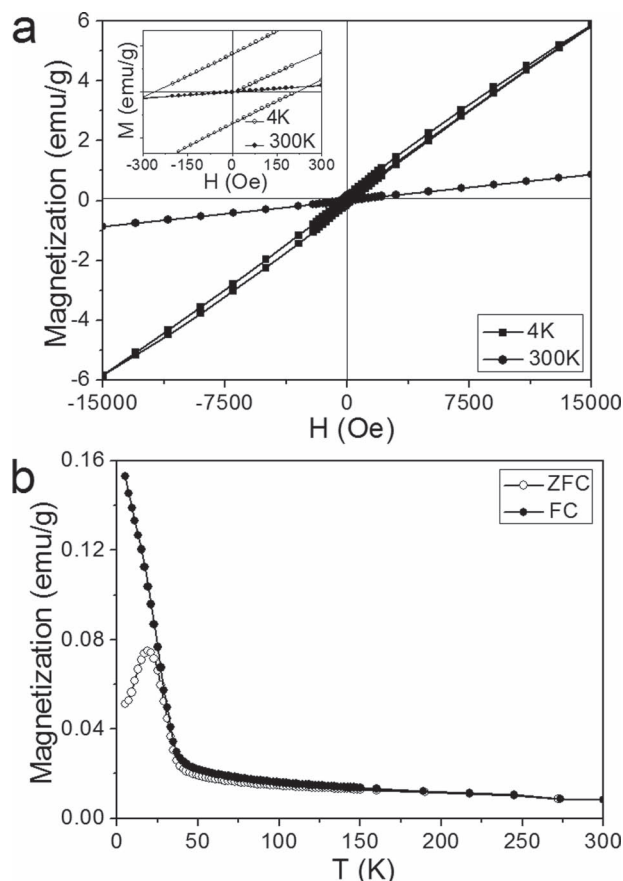 a
Magnetization (emu/g)
6
4
2
0
-2
-4
-6
M (emu/g)
4K
300K
-300
-150
0
150
300
H (Oe)
4K
300K
-15000
-7500
0
7500
15000
H (Oe)
b
Magnetization (emu/g)
0.16
0.12
0.08
0.04
0.00
ZFC
FC
0
50
100
150
200
250
300
T (K)